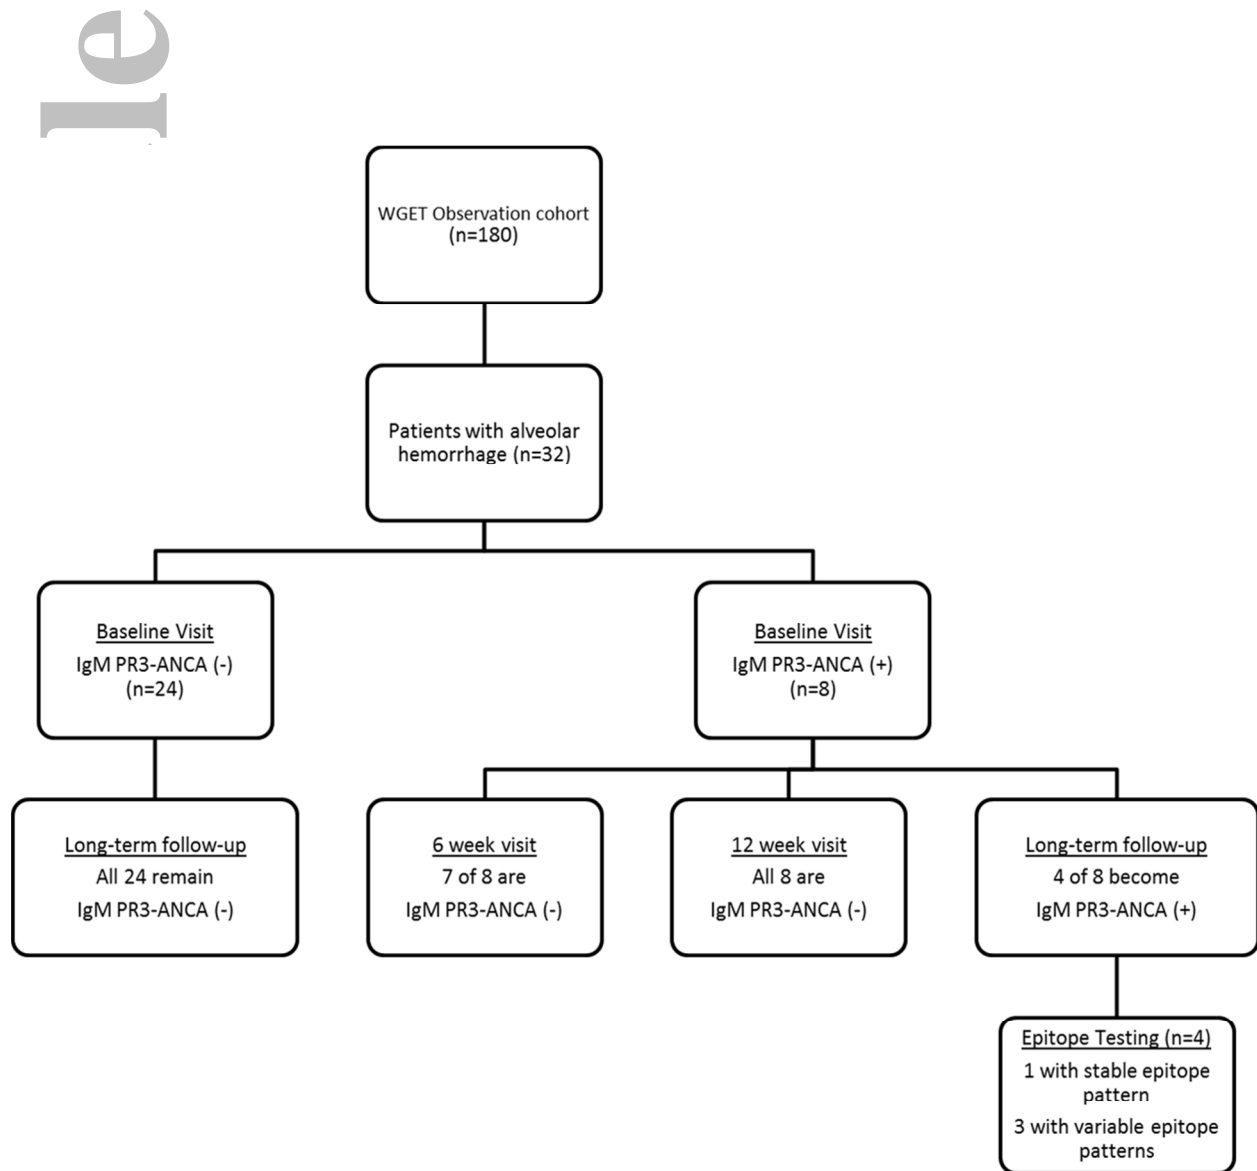 le
WGET Observation cohort
(n=180)
Patients with alveolar
hemorrhage (n=32)
Baseline Visit
IgM PR3-ANCA (-)
(n=24)
Baseline Visit
IgM PR3-ANCA (+)
(n=8)
Long-term follow-up
All 24 remain
IgM PR3-ANCA (-)
6 week visit
7 of 8 are
IgM PR3-ANCA (-)
12 week visit
All 8 are
IgM PR3-ANCA (-)
Long-term follow-up
4 of 8 become
IgM PR3-ANCA (+)
Epitope Testing (n=4)
1 with stable epitope
pattern
3 with variable epitope
patterns